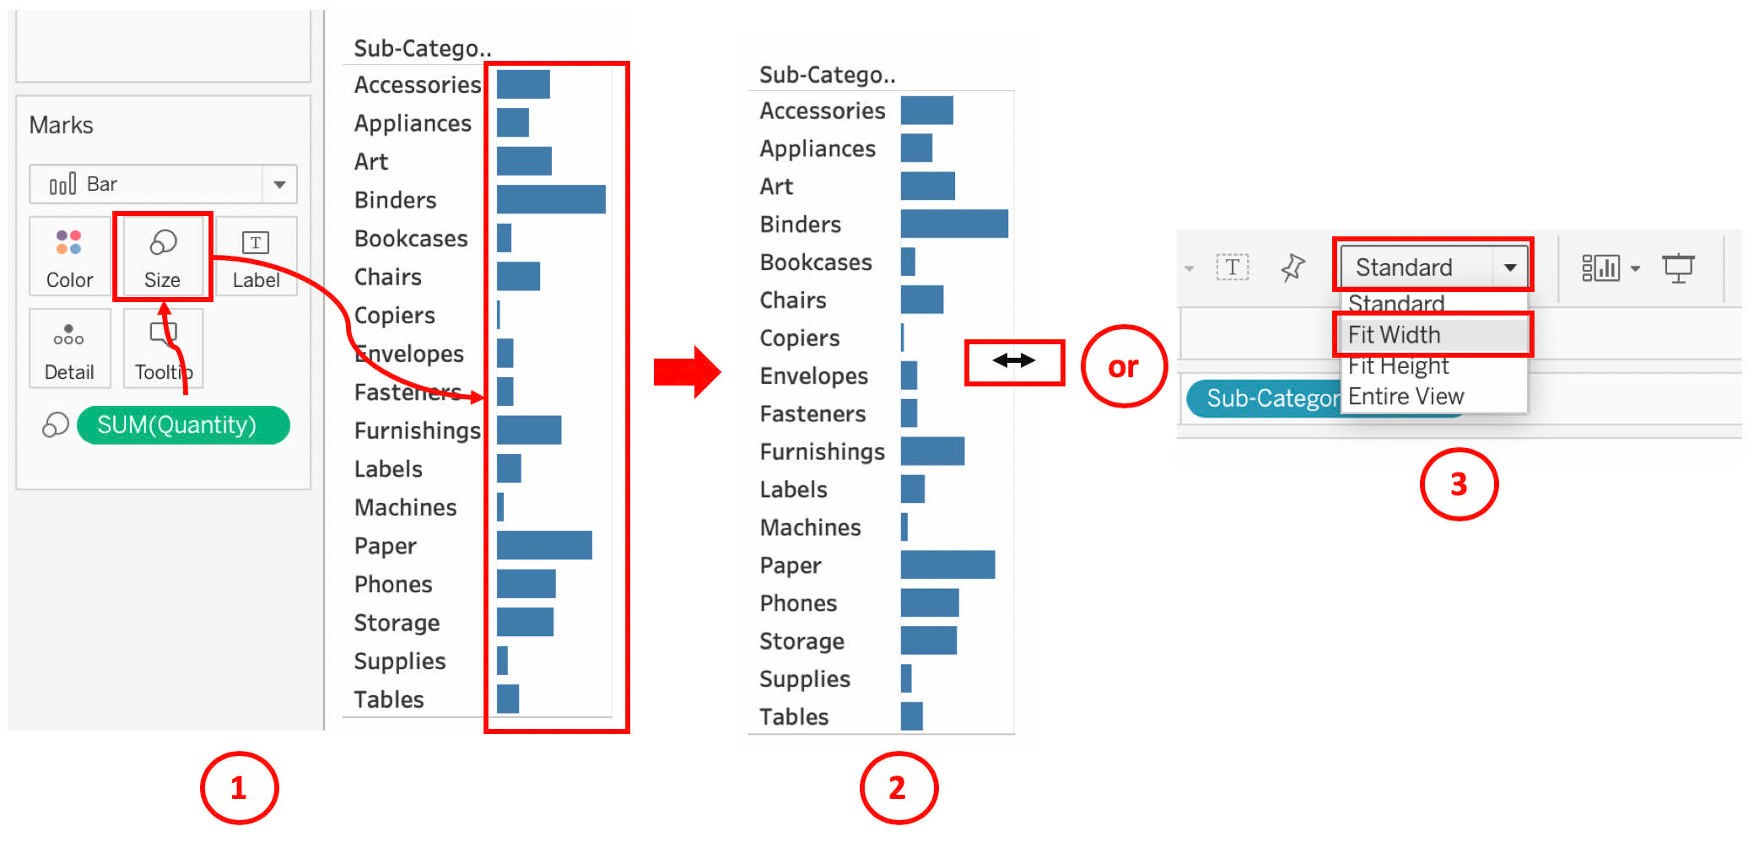 Marks
Bar
Color
Size
Label
Detail
Tooltip
SUM(Quantity)
Sub-Catego..
Accessories
Appliances
Art
Binders
Bookcases
Chairs
Copiers
Envelopes
Fasteners
Furnishings
Labels
Machines
Paper
Phones
Storage
Supplies
Tables
1
Sub-Catego..
Accessories
Appliances
Art
Binders
Bookcases
Chairs
Copiers
Envelopes
Fasteners
Furnishings
Labels
Machines
Paper
Phones
Storage
Supplies
Tables
2
or
T
Standard
Standard
Fit Width
Fit Height
Entire View
Sub-Categor
3